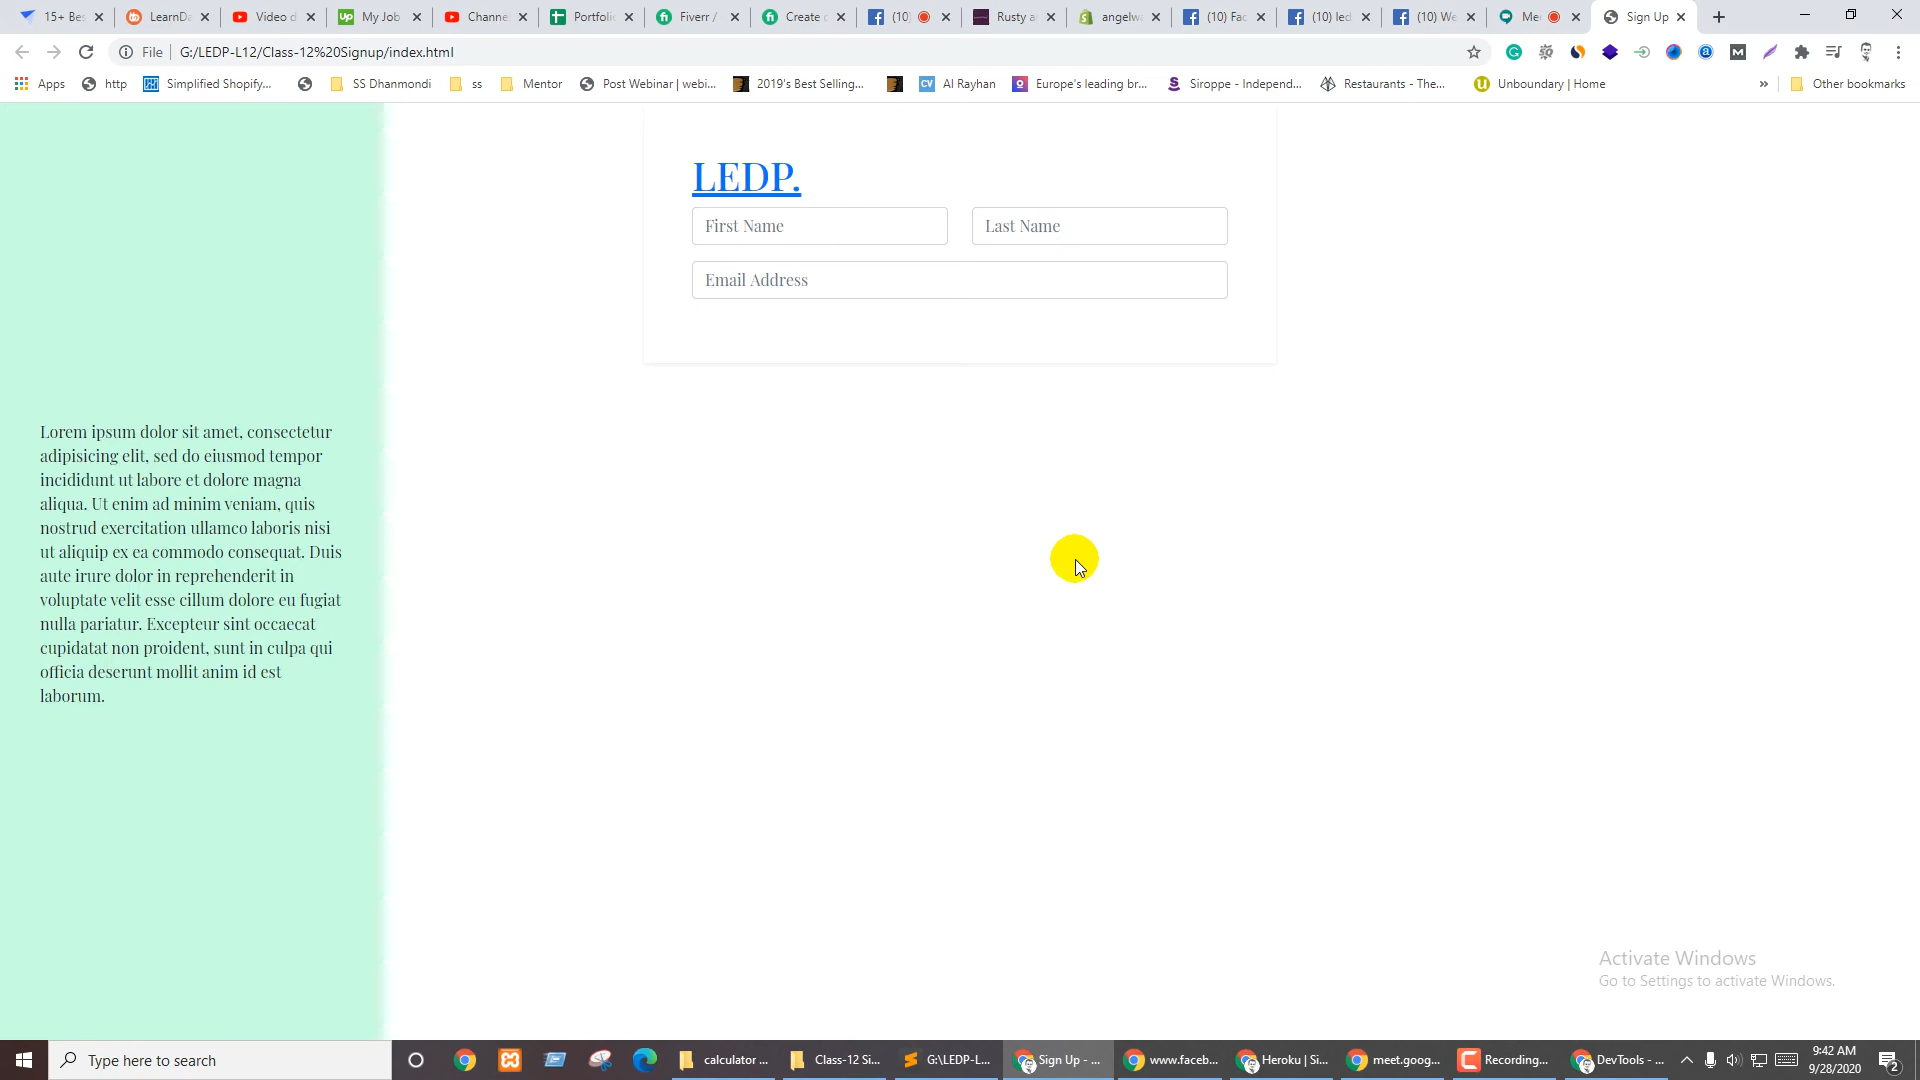 15+ Be
LearnDa
Video d
My Job
Channe
Portfoli
Fiverr /
Create
(10)
Rusty a
angelwa
(10) Fac
(10) led
(10) We
Me
Sign Up
File
G:/LEDP-L12/Class-12%20Signup/index.html
Apps
http
Simplified Shopify...
SS Dhanmondi
ss
Mentor
Post Webinar | webi...
2019's Best Selling...
Al Rayhan
Europe's leading br...
Siroppe - Independ...
Restaurants - The...
Unboundary | Home
»
Other bookmarks
LEDP.
First Name
Last Name
Email Address
Lorem ipsum dolor sit amet, consectetur
adipisicing elit, sed do eiusmod tempor
incididunt ut labore et dolore magna
aliqua. Ut enim ad minim veniam, quis
nostrud exercitation ullamco laboris nisi
ut aliquip ex ea commodo consequat. Duis
aute irure dolor in reprehenderit in
voluptate velit esse cillum dolore eu fugiat
nulla pariatur. Excepteur sint occaecat
cupidatat non proident, sunt in culpa qui
officia deserunt mollit anim id est
laborum.
Activate Windows
Go to Settings to activate Windows.
Type here to search
calculator ...
Class-12 Si...
G:\LEDP-L...
Sign Up - ...
www.faceb...
Heroku | Si...
meet.goog...
Recording...
DevTools - ...
9:42 AM
9/28/2020
2